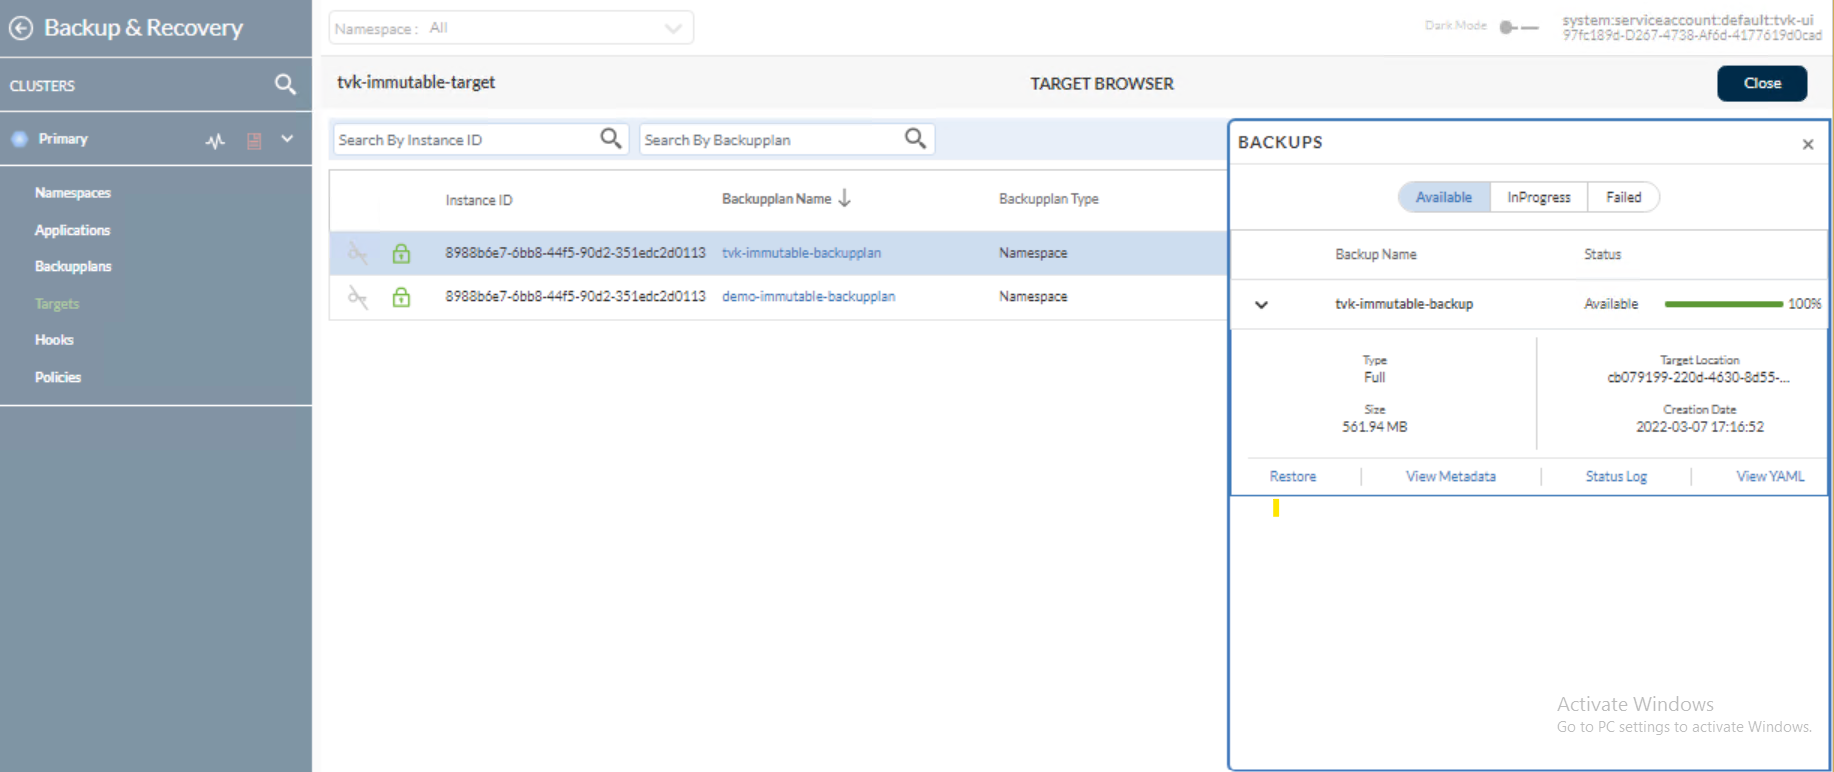 Backup & Recovery
Namespace : All
Dark Mode
system:serviceaccount:default:tvk-ui
97fc189d-D267-4738-Af6d-4177619d0cad
CLUSTERS
tvk-immutable-target
TARGET BROWSER
Close
Primary
Search By Instance ID
Search By Backupplan
BACKUPS
Available
InProgress
Failed
Namespaces
Applications
Backupplans
Targets
Hooks
Policies
Instance ID
Backupplan Name
Backupplan Type
8988b6e7-6bb8-44f5-90d2-351edc2d0113
tvk-immutable-backupplan
Namespace
8988b6e7-6bb8-44f5-90d2-351edc2d0113
demo-immutable-backupplan
Namespace
Backup Name
Status
tvk-immutable-backup
Available
100%
Type
Full
Target Location
cb079199-220d-4630-8d55-...
Size
561.94 MB
Creation Date
2022-03-07 17:16:52
Restore
View Metadata
Status Log
View YAML
Activate Windows
Go to PC settings to activate Windows.